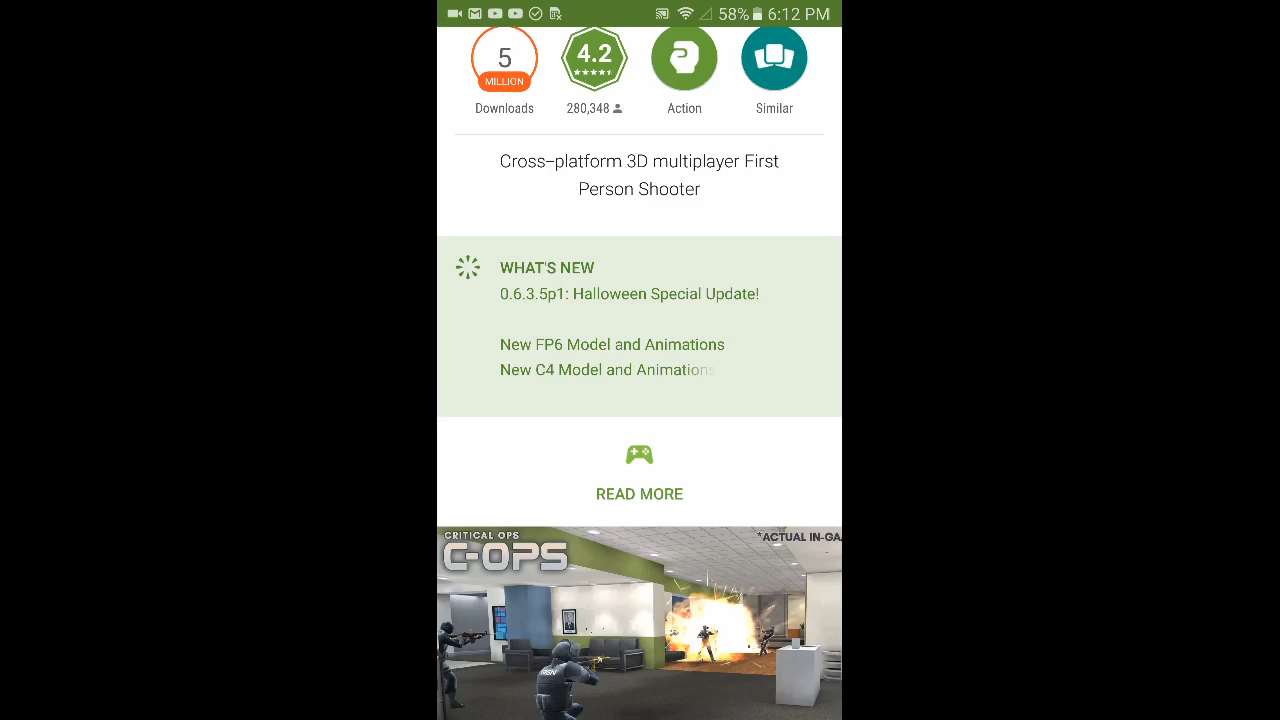 58% 6:12 PM
5
MILLION
Downloads
4.2
280,348
Action
Similar
Cross-platform 3D multiplayer First
Person Shooter
WHAT'S NEW
0.6.3.5p1: Halloween Special Update!
New FP6 Model and Animations
New C4 Model and Animations
READ MORE
CRITICAL OPS
C-OPS
*ACTUAL IN-GA